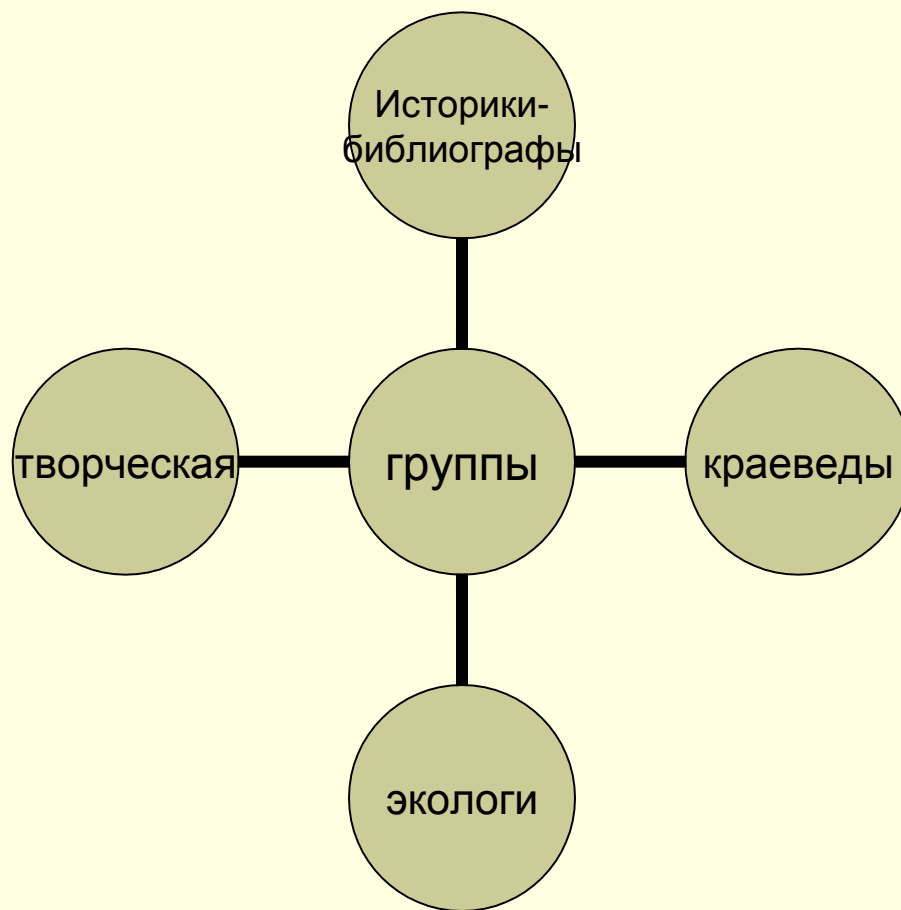 Историки-
библиографы
творческая
группы
краеведы
экологи